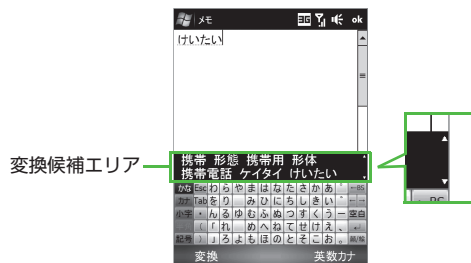 メモ ok
けいたい
変換候補エリア
携帯 形態 携帯用 形体
携帯電話 ケイタイ けいたい
かな Esc わ ら や ま は な た さ か あ ゛ ←BS
カナ Tab を り み ひ に ち し き い ゜ ← →
小字 ・ ん る ゆ む ふ ぬ つ す く う ー 空白
（ 「 れ め へ ね て せ け え 、 ↵
記号 ） 」 ろ よ も ほ の と そ こ お 。
変換 英数カナ